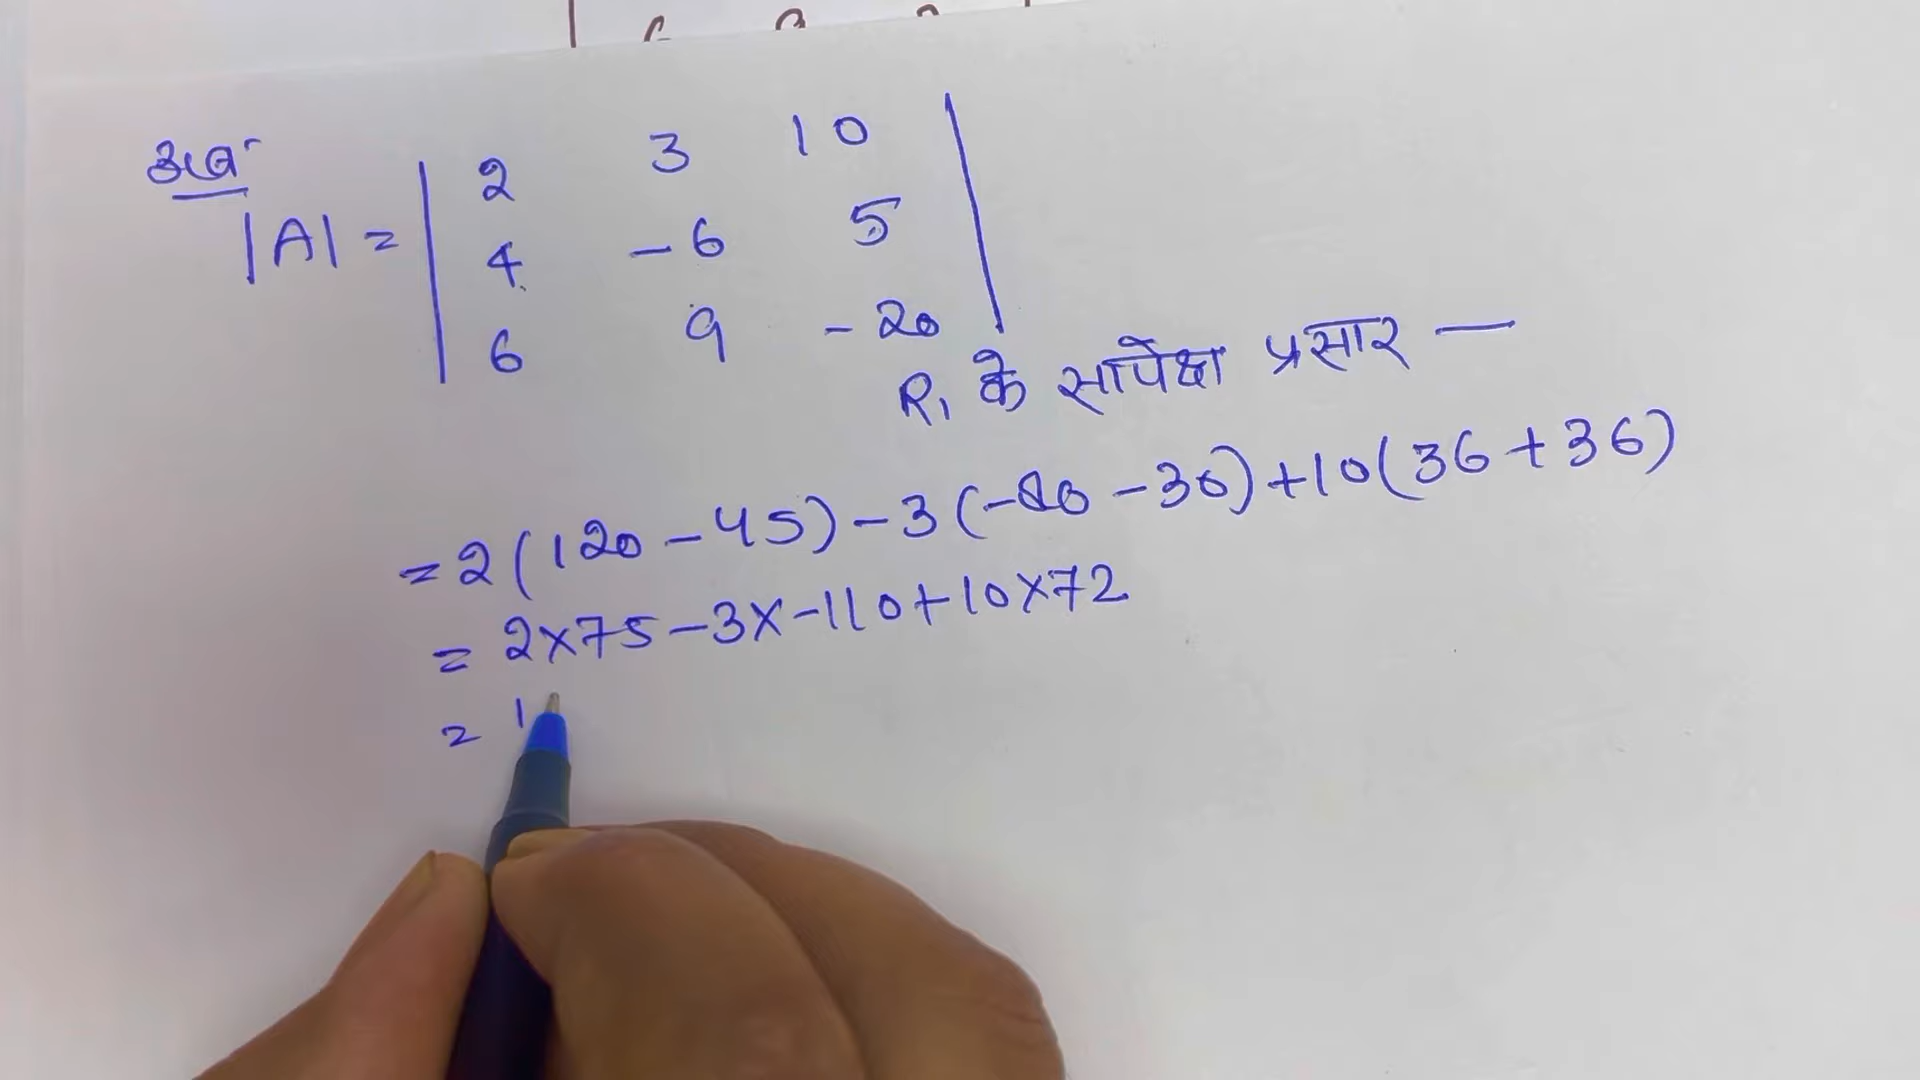 अब
|A| = | 2 3 10 |
4 -6 5
6 9 -20
R₁ के सापेक्ष प्रसार —
= 2(120-45)-3(-80-30)+10(36+36)
= 2×75-3×-110+10×72
= 1